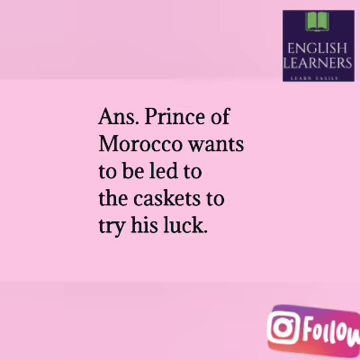 ENGLISH
LEARNERS
LEARN EASILY
Ans. Prince of
Morocco wants
to be led to
the caskets to
try his luck.
Follow